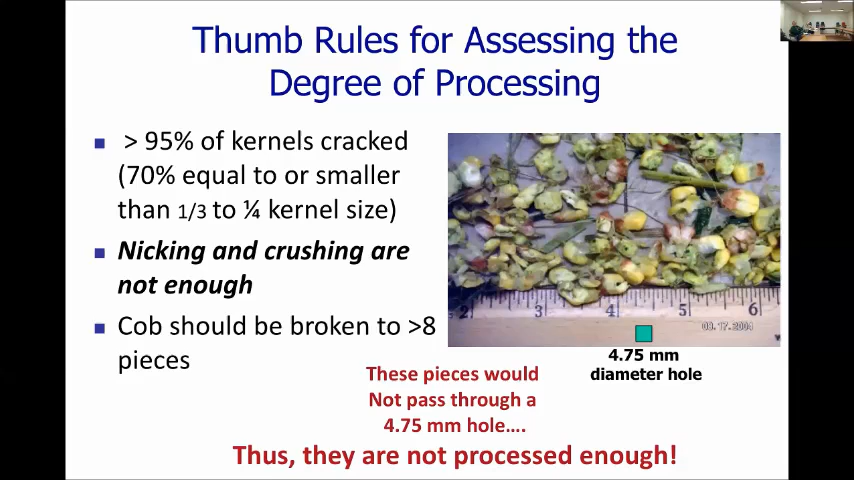 Thumb Rules for Assessing the
Degree of Processing
> 95% of kernels cracked
(70% equal to or smaller
than 1/3 to ¼ kernel size)
Nicking and crushing are
not enough
Cob should be broken to >8
pieces
2 3 4 5 6
09.17.2004
4.75 mm
diameter hole
These pieces would
Not pass through a
4.75 mm hole....
Thus, they are not processed enough!